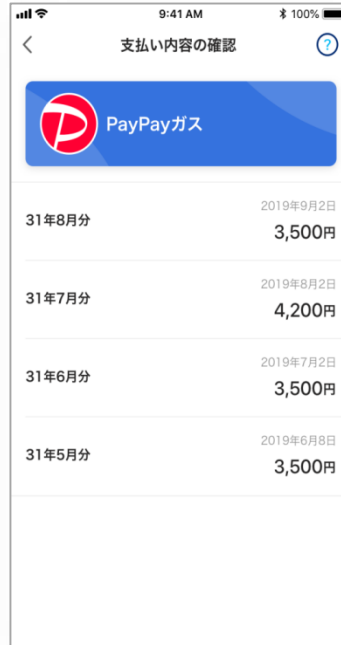 9:41 AM
100%
支払い内容の確認
?
PayPayガス
2019年9月2日
31年8月分
3,500円
2019年8月2日
31年7月分
4,200円
2019年7月2日
31年6月分
3,500円
2019年6月8日
31年5月分
3,500円